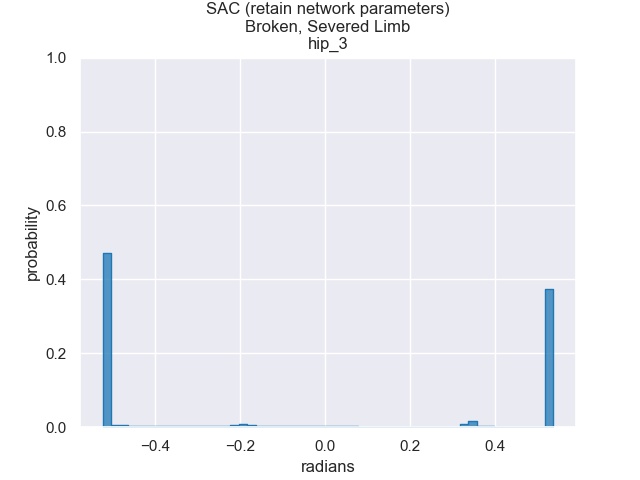 SAC (retain network parameters)
Broken, Severed Limb
hip_3
1.0
0.8
0.6
0.4
0.2
0.0
probability
−0.4
−0.2
0.0
0.2
0.4
radians